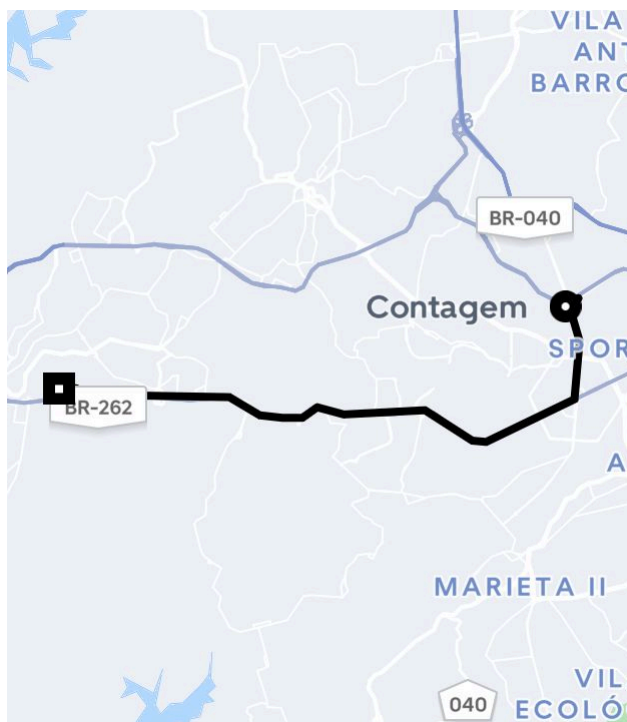 VILA
ANT
BARRO
BR-040
Contagem
SPOR
BR-262
A
MARIETA II
VIL
ECOLÓ
040